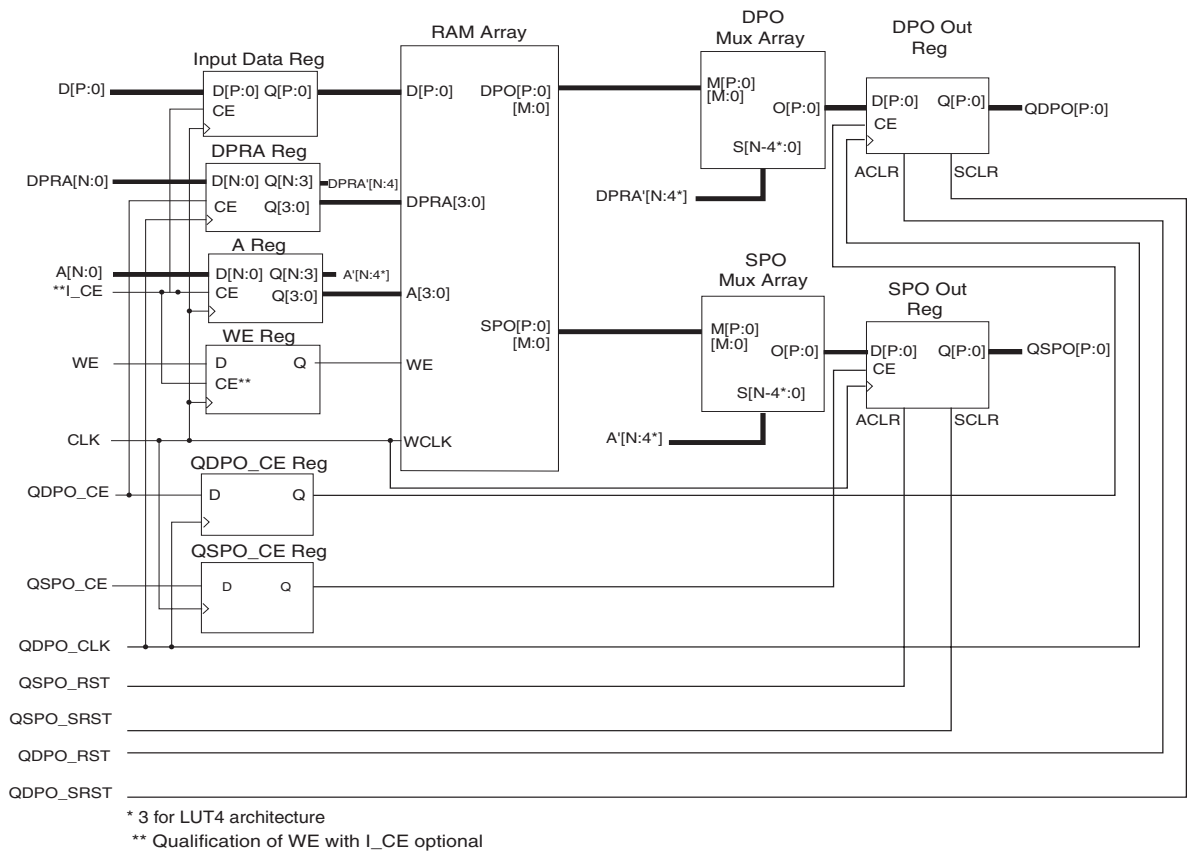 RAM Array
DPO
Mux Array
DPO Out
Reg
Input Data Reg
D[P:0]
D[P:0] Q[P:0]
CE
D[P:0]
DPO[P:0]
[M:0]
M[P:0]
[M:0]
O[P:0]
S[N-4*:0]
D[P:0] Q[P:0]
CE
QDPO[P:0]
ACLR
SCLR
DPRA Reg
DPRA[N:0]
D[N:0] Q[N:3]
CE
Q[3:0]
DPRA'[N:4]
DPRA[3:0]
DPRA'[N:4*]
A Reg
A[N:0]
**I_CE
D[N:0] Q[N:3]
CE
Q[3:0]
A'[N:4*]
A[3:0]
SPO
Mux Array
SPO Out
Reg
SPO[P:0]
[M:0]
M[P:0]
[M:0]
O[P:0]
S[N-4*:0]
D[P:0] Q[P:0]
CE
QSPO[P:0]
ACLR
SCLR
WE Reg
WE
D
Q
CE**
WE
A'[N:4*]
CLK
WCLK
QDPO_CE Reg
QDPO_CE
D
Q
QSPO_CE Reg
QSPO_CE
D
Q
QDPO_CLK
QSPO_RST
QSPO_SRST
QDPO_RST
QDPO_SRST
* 3 for LUT4 architecture
** Qualification of WE with I_CE optional